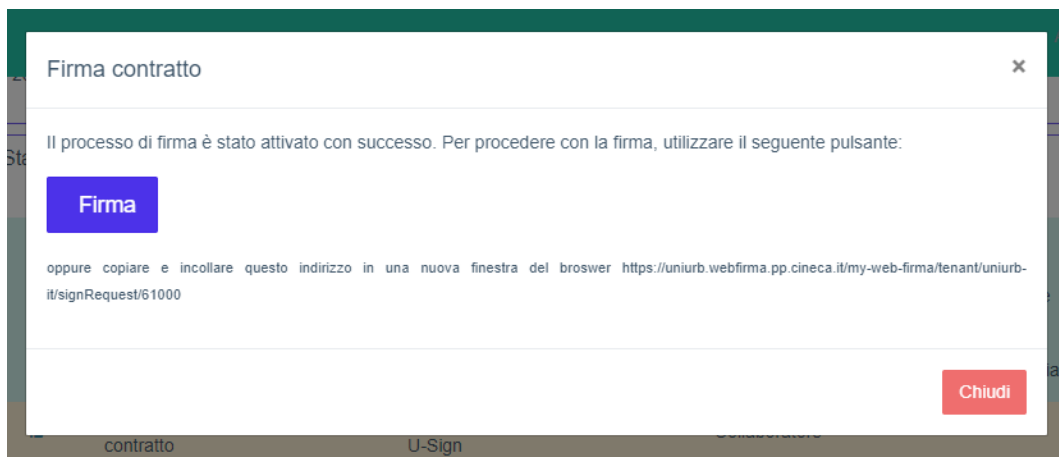 Firma contratto
×
Il processo di firma è stato attivato con successo. Per procedere con la firma, utilizzare il seguente pulsante:
Sta
Firma
oppure copiare e incollare questo indirizzo in una nuova finestra del broswer https://uniurb.webfirma.pp.cineca.it/my-web-firma/tenant/uniurb-
it/signRequest/61000
Chiudi
contratto U-Sign